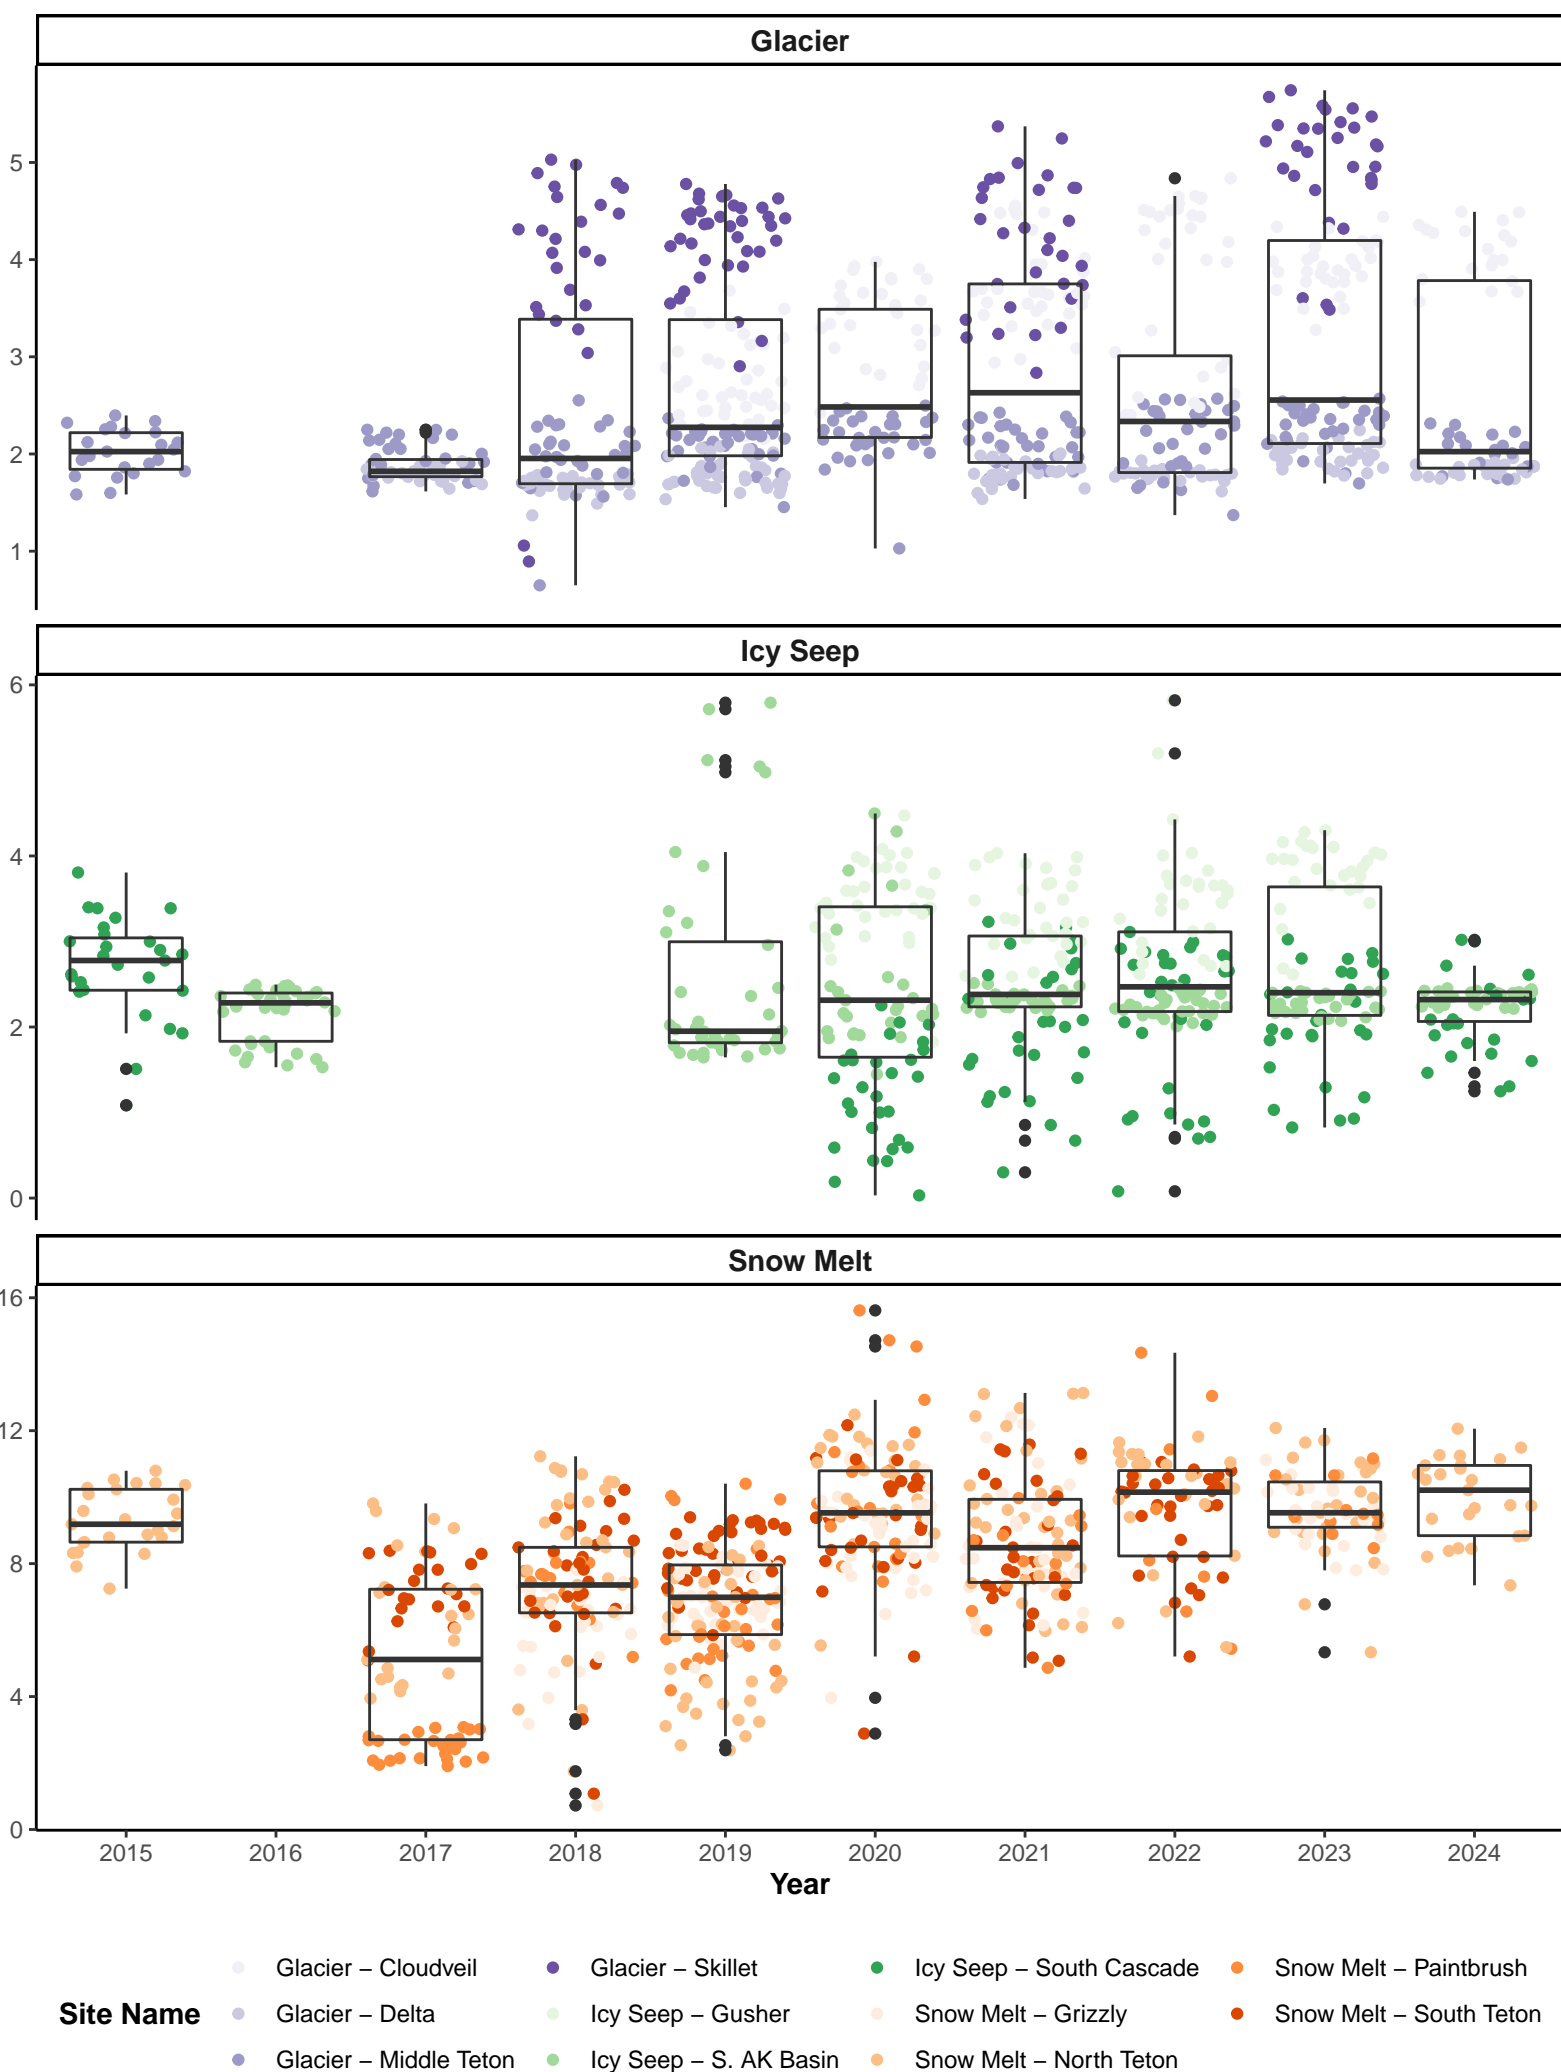 Glacier
5
4
3
2
1
Icy Seep
6
4
2
0
Snow Melt
16
12
8
4
0
2015 2016 2017 2018 2019 2020 2021 2022 2023 2024
Year
Site Name
Glacier – Cloudveil
Glacier – Delta
Glacier – Middle Teton
Glacier – Skillet
Icy Seep – Gusher
Icy Seep – S. AK Basin
Icy Seep – South Cascade
Snow Melt – Grizzly
Snow Melt – North Teton
Snow Melt – Paintbrush
Snow Melt – South Teton